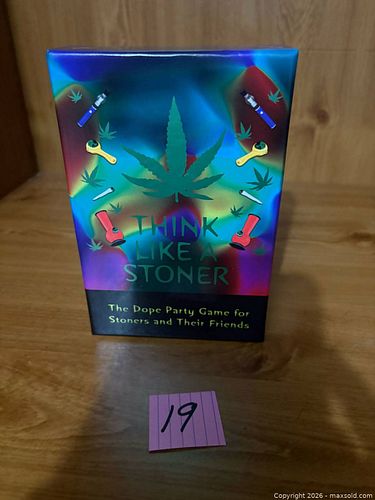 THINK
LIKE A
STONER
The Dope Party Game for
Stoners and Their Friends
19
Copyright 2026 - maxsold.com